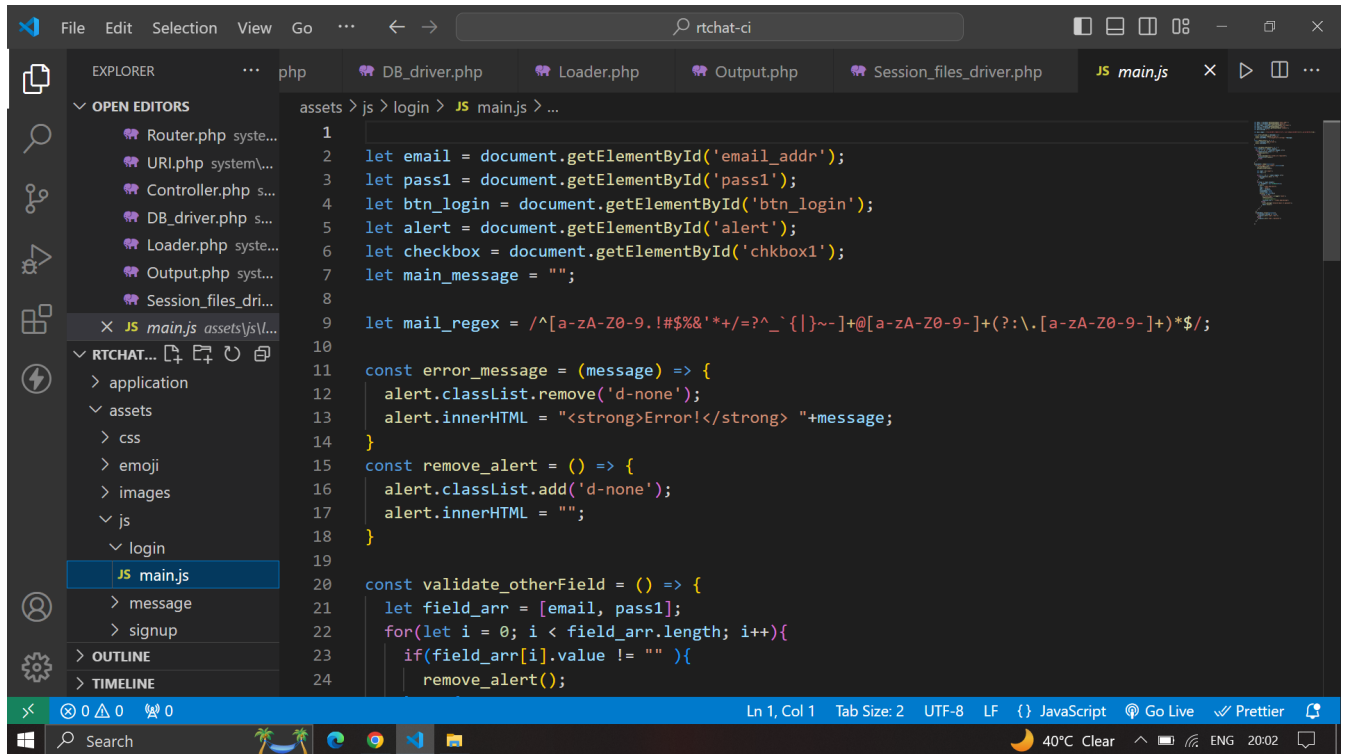 File Edit Selection View Go ··· ← → rtchat-ci
EXPLORER ··· php DB_driver.php Loader.php Output.php Session_files_driver.php JS main.js
OPEN EDITORS
Router.php syste...
URI.php system\...
Controller.php s...
DB_driver.php s...
Loader.php syste...
Output.php syst...
Session_files_dri...
JS main.js assets\js\l...
RTCHAT...
> application
assets
> css
> emoji
> images
js
login
JS main.js
> message
> signup
> OUTLINE
> TIMELINE
assets > js > login > JS main.js > ...
1
2 let email = document.getElementById('email_addr');
3 let pass1 = document.getElementById('pass1');
4 let btn_login = document.getElementById('btn_login');
5 let alert = document.getElementById('alert');
6 let checkbox = document.getElementById('chkbox1');
7 let main_message = "";
8
9 let mail_regex = /^[a-zA-Z0-9.!#$%&'*+/=?^_`{|}~-]+@[a-zA-Z0-9-]+(?:\.[a-zA-Z0-9-]+)*$/;
10
11 const error_message = (message) => {
12 alert.classList.remove('d-none');
13 alert.innerHTML = "<strong>Error!</strong> "+message;
14 }
15 const remove_alert = () => {
16 alert.classList.add('d-none');
17 alert.innerHTML = "";
18 }
19
20 const validate_otherField = () => {
21 let field_arr = [email, pass1];
22 for(let i = 0; i < field_arr.length; i++){
23 if(field_arr[i].value != "" ){
24 remove_alert();
0 0 0 Ln 1, Col 1 Tab Size: 2 UTF-8 LF {} JavaScript Go Live Prettier
Search 40°C Clear ENG 20:02